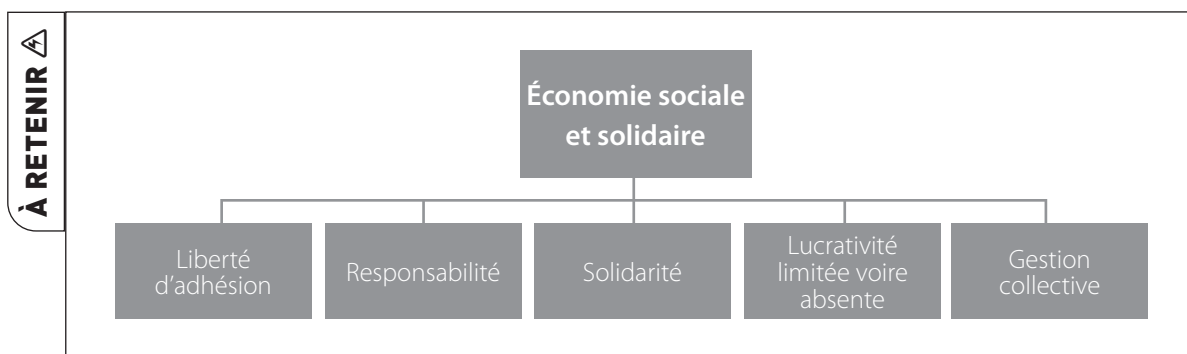 À RETENIR
Économie sociale
et solidaire
Liberté
d'adhésion
Responsabilité
Solidarité
Lucrativité
limitée voire
absente
Gestion
collective